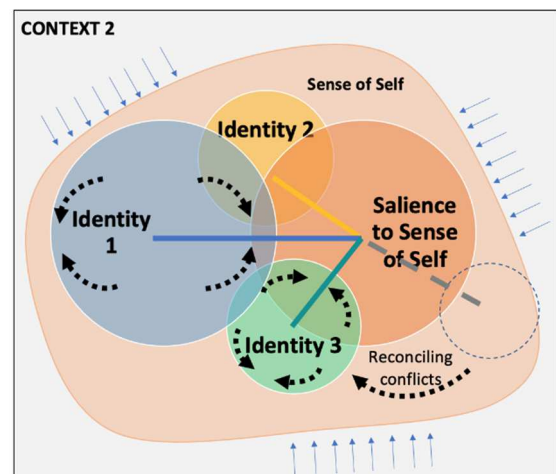 CONTEXT 2
Sense of Self
Identity 2
Identity
1
Salience
to Sense
of Self
Identity 3
Reconciling
conflicts